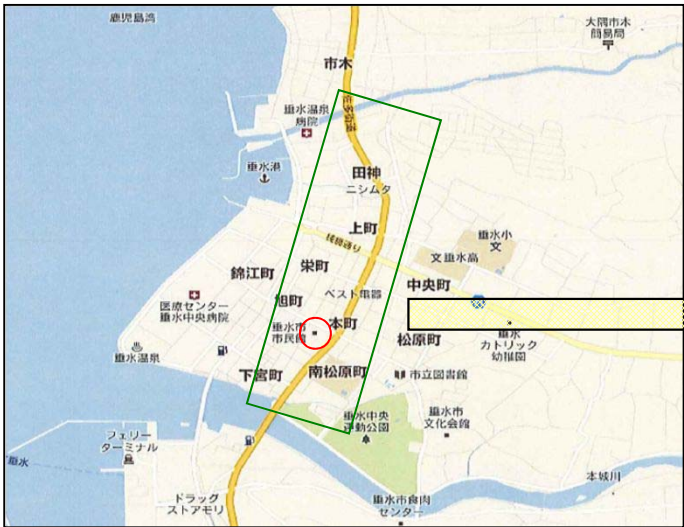 鹿児島湾
大隅市木
簡易局
市木
垂水温泉
病院
垂水港
田神
ニシムタ
上町
垂水小
文
文垂水高
錦江町
栄町
中央町
ベスト電器
旭町
医療センター
垂水中央病院
垂水市
市民館
本町
松原町
垂水
カトリック
幼稚園
垂水温泉
下宮町
南松原町
市立図書館
垂水中央
運動公園
垂水市
文化会館
フェリー
ターミナル
垂水
本城川
ドラッグ
ストアモリ
垂水市食肉
センター